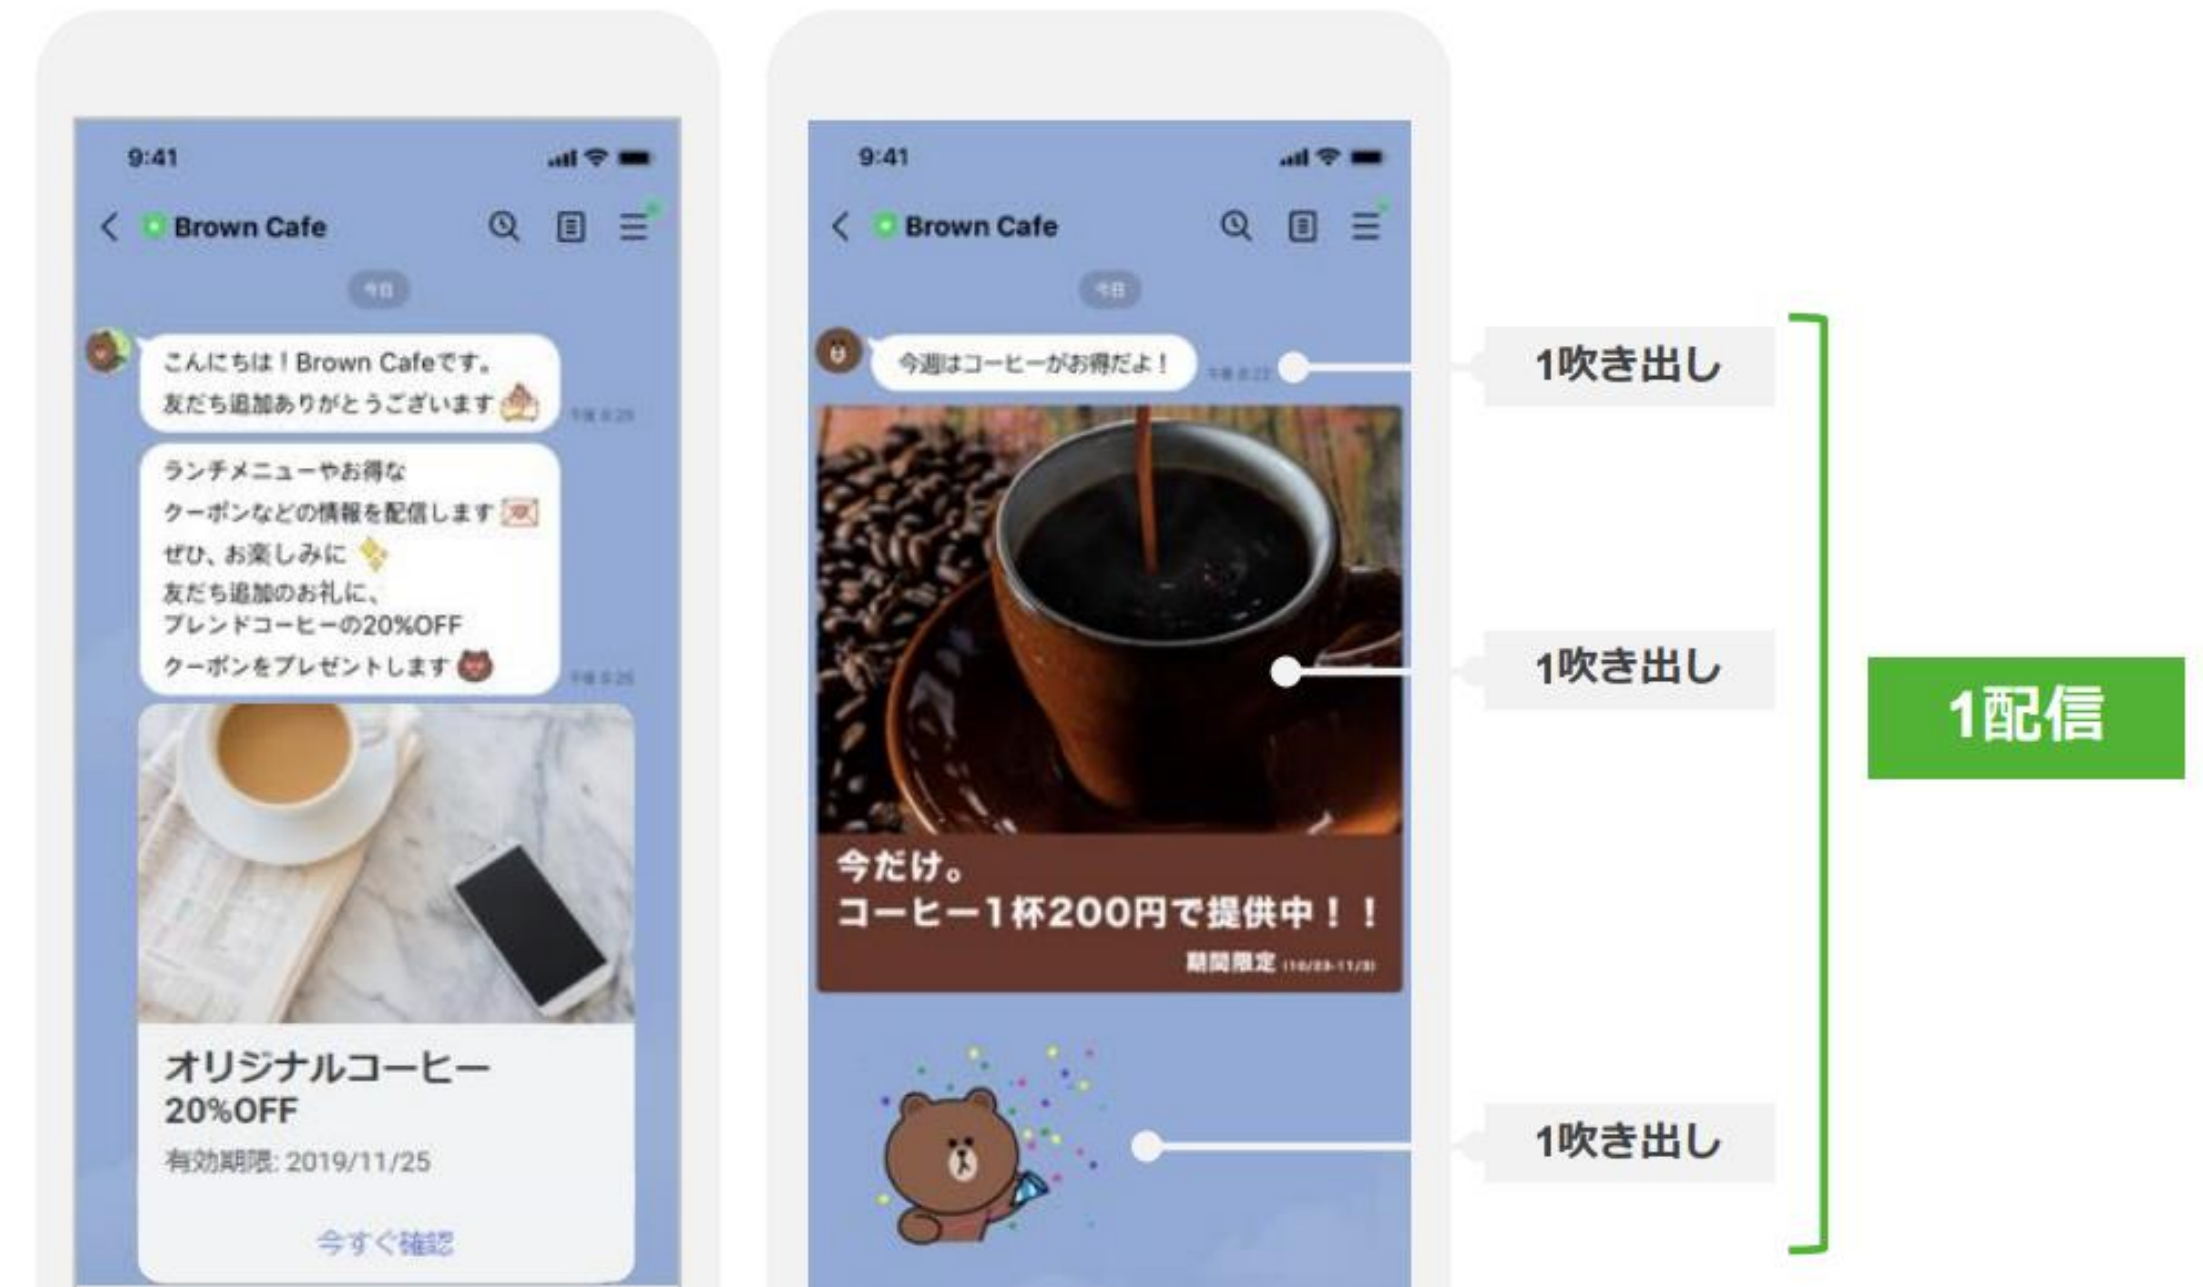 9:41
Brown Cafe
今日
こんにちは！Brown Cafeです。
友だち追加ありがとうございます
ランチメニューやお得な
クーポンなどの情報を配信します
ぜひ、お楽しみに
友だち追加のお礼に、
ブレンドコーヒーの20%OFF
クーポンをプレゼントします
オリジナルコーヒー
20%OFF
有効期限: 2019/11/25
今すぐ確認
9:41
Brown Cafe
今日
今週はコーヒーがお得だよ！
今だけ。
コーヒー1杯200円で提供中！！
期間限定
1吹き出し
1吹き出し
1吹き出し
1配信